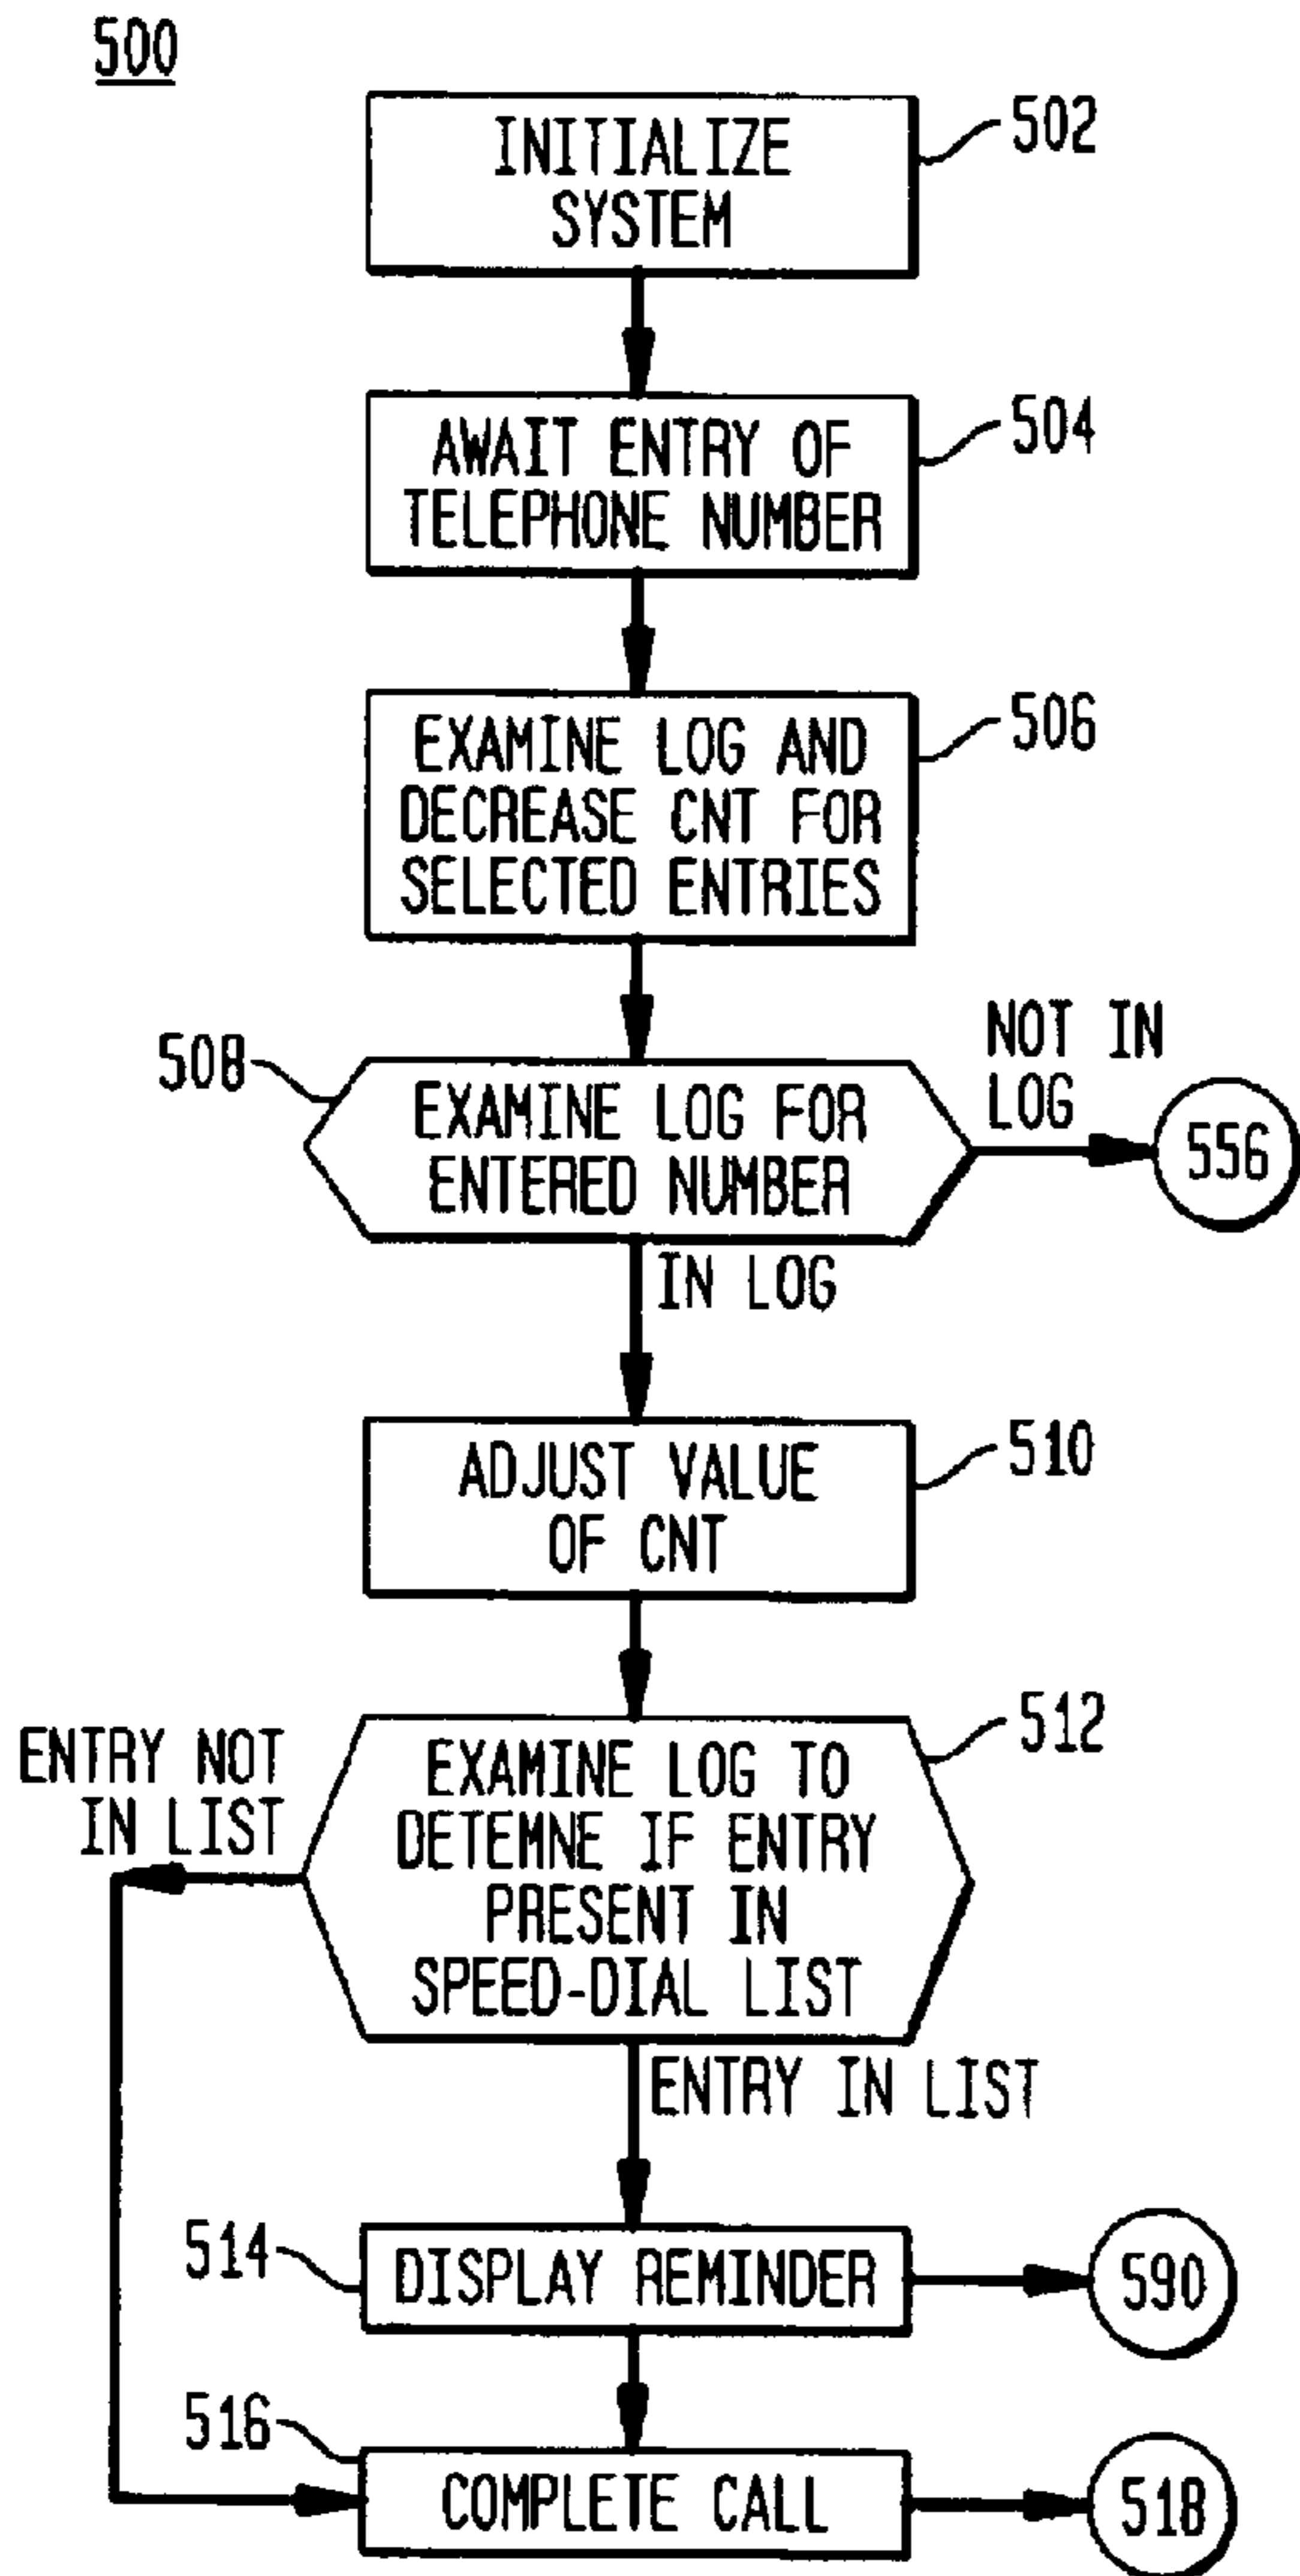 500
INITIALIZE
SYSTEM
502
AWAIT ENTRY OF
TELEPHONE NUMBER
504
EXAMINE LOG AND
DECREASE CNT FOR
SELECTED ENTRIES
506
508
EXAMINE LOG FOR
ENTERED NUMBER
NOT IN
LOG
556
IN LOG
ADJUST VALUE
OF CNT
510
ENTRY NOT
IN LIST
EXAMINE LOG TO
DETEMNE IF ENTRY
PRESENT IN
SPEED-DIAL LIST
512
ENTRY IN LIST
514
DISPLAY REMINDER
590
516
COMPLETE CALL
518